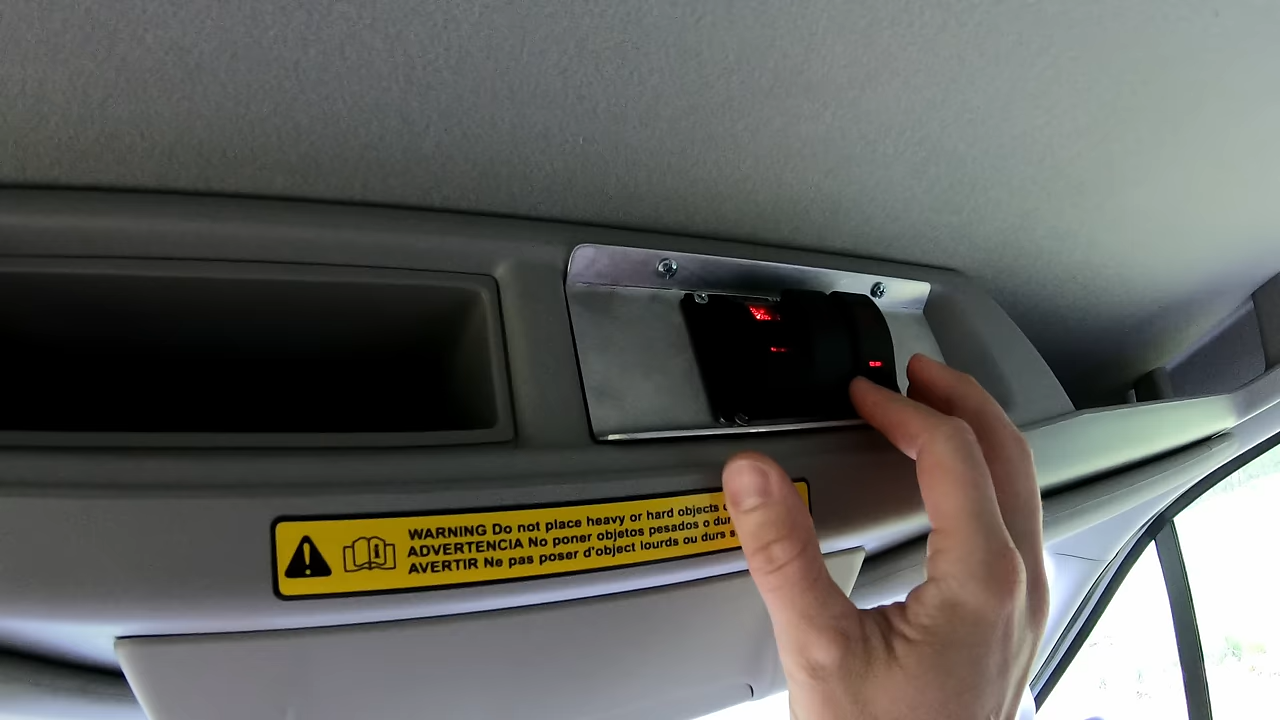 WARNING Do not place heavy or hard objects
ADVERTENCIA No poner objetos pesados o
AVERTIR Ne pas poser d'object lourds ou durs